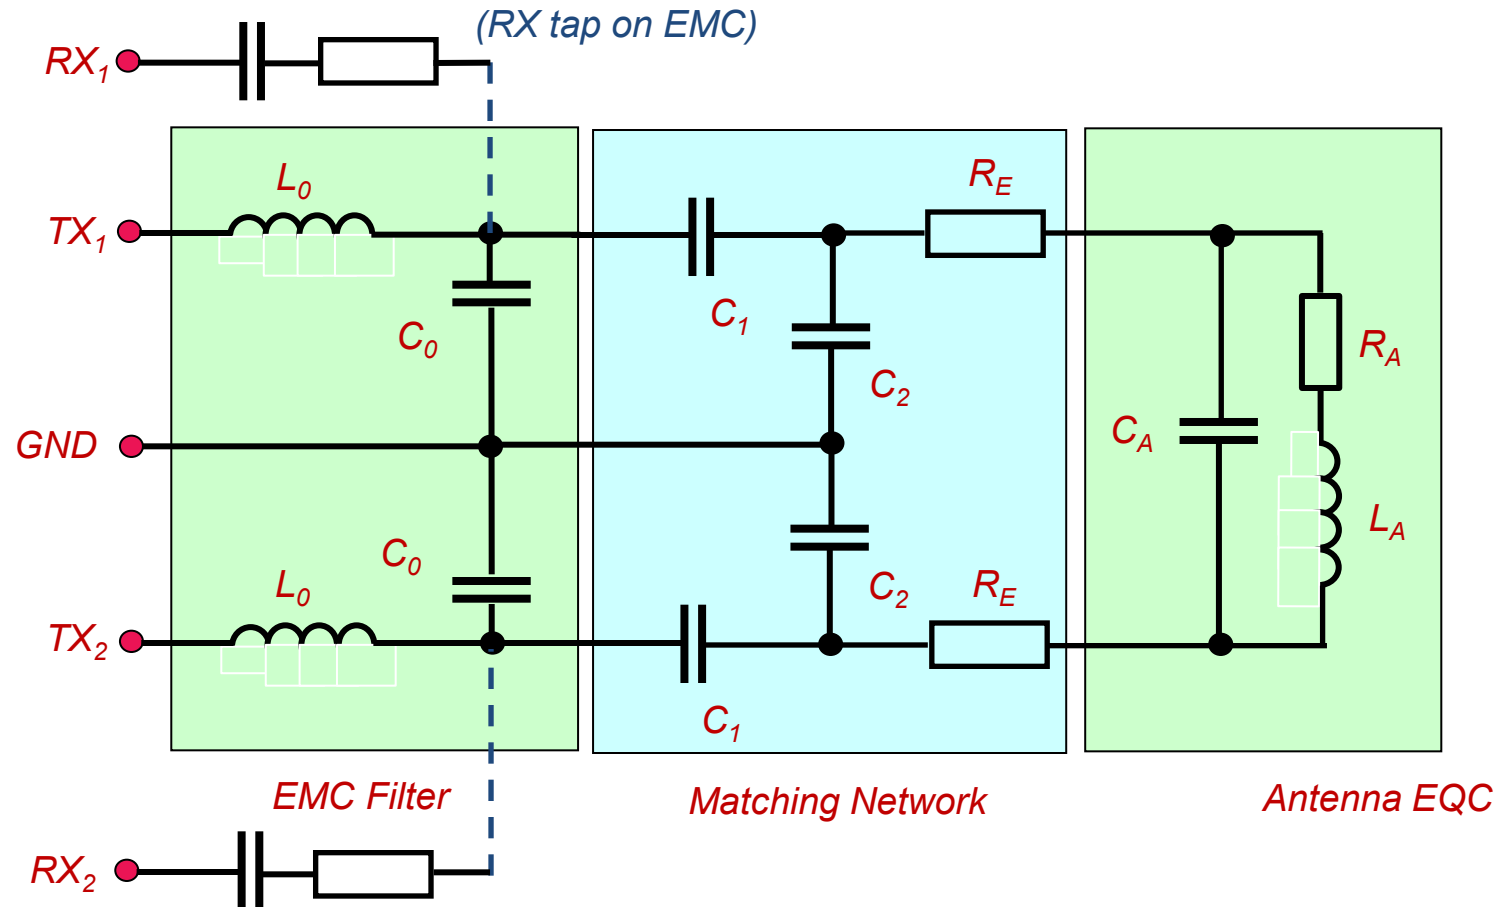 (RX tap on EMC)
RX1
L0
RE
TX1
C1
C0
RA
C2
CA
GND
LA
C0
L0
C2
RE
TX2
C1
EMC Filter
Matching Network
Antenna EQC
RX2